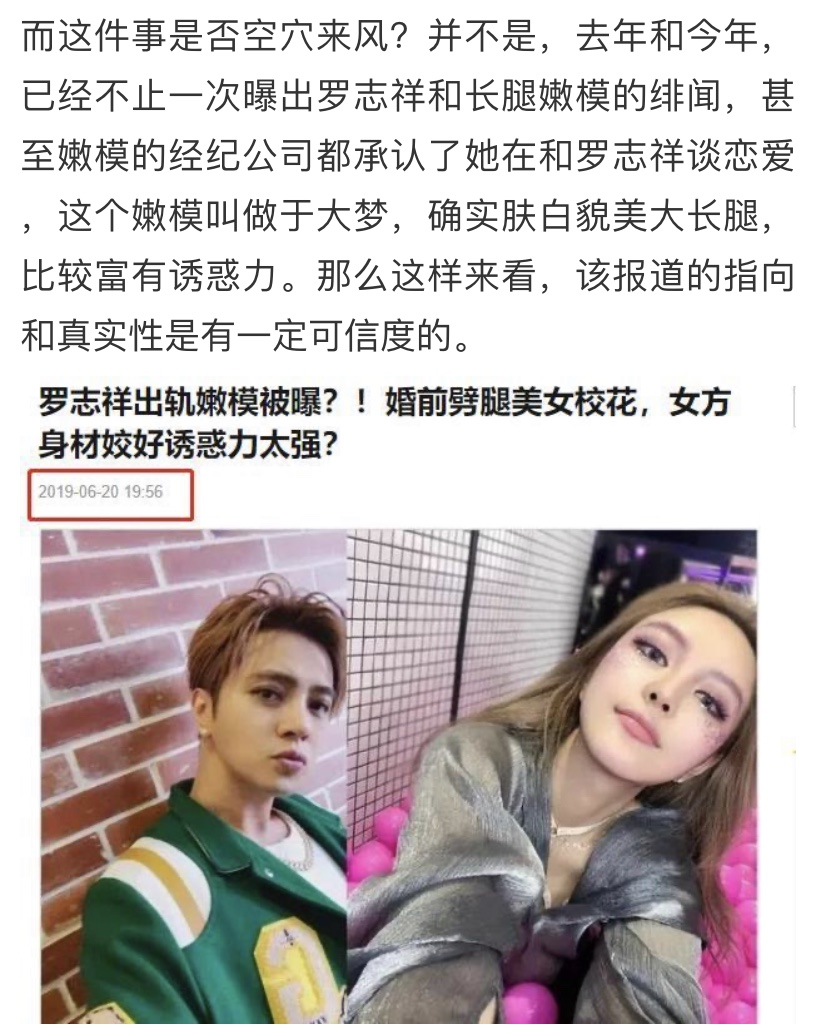 而这件事是否空穴来风？并不是，去年和今年，
已经不止一次曝出罗志祥和长腿嫩模的绯闻，甚
至嫩模的经纪公司都承认了她在和罗志祥谈恋爱
，这个嫩模叫做于大梦，确实肤白貌美大长腿，
比较富有诱惑力。那么这样来看，该报道的指向
和真实性是有一定可信度的。
罗志祥出轨嫩模被曝？！婚前劈腿美女校花，女方
身材姣好诱惑力太强？
2019-06-20 19:56